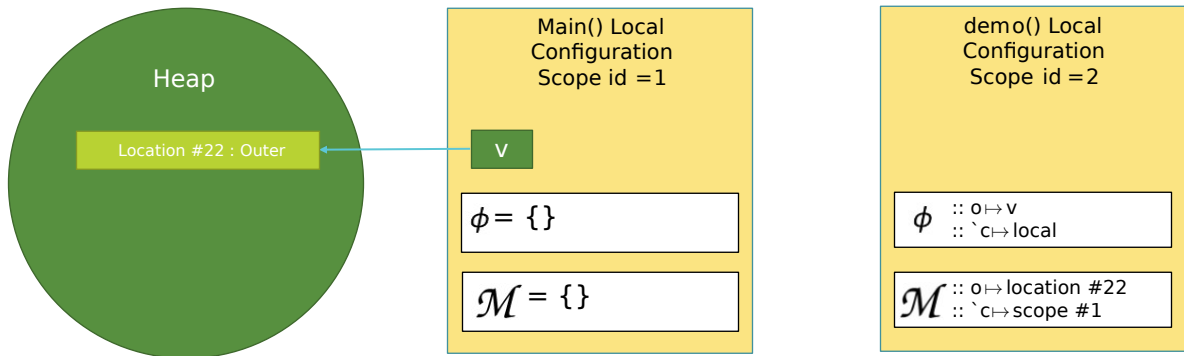 Heap
Location #22 : Outer
Main() Local
Configuration
Scope id =1
v
ϕ = {}
ℳ = {}
demo() Local
Configuration
Scope id =2
ϕ :: o↦v
:: `c↦local
ℳ :: o↦location #22
:: `c↦scope #1